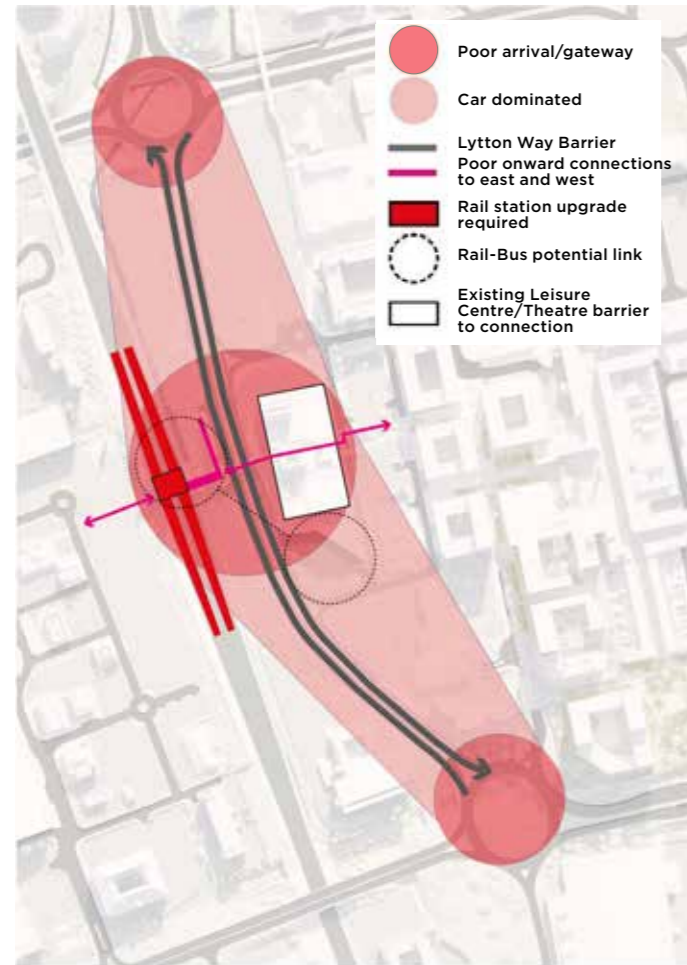 Poor arrival/gateway
Car dominated
Lytton Way Barrier
Poor onward connections
to east and west
Rail station upgrade
required
Rail-Bus potential link
Existing Leisure
Centre/Theatre barrier
to connection